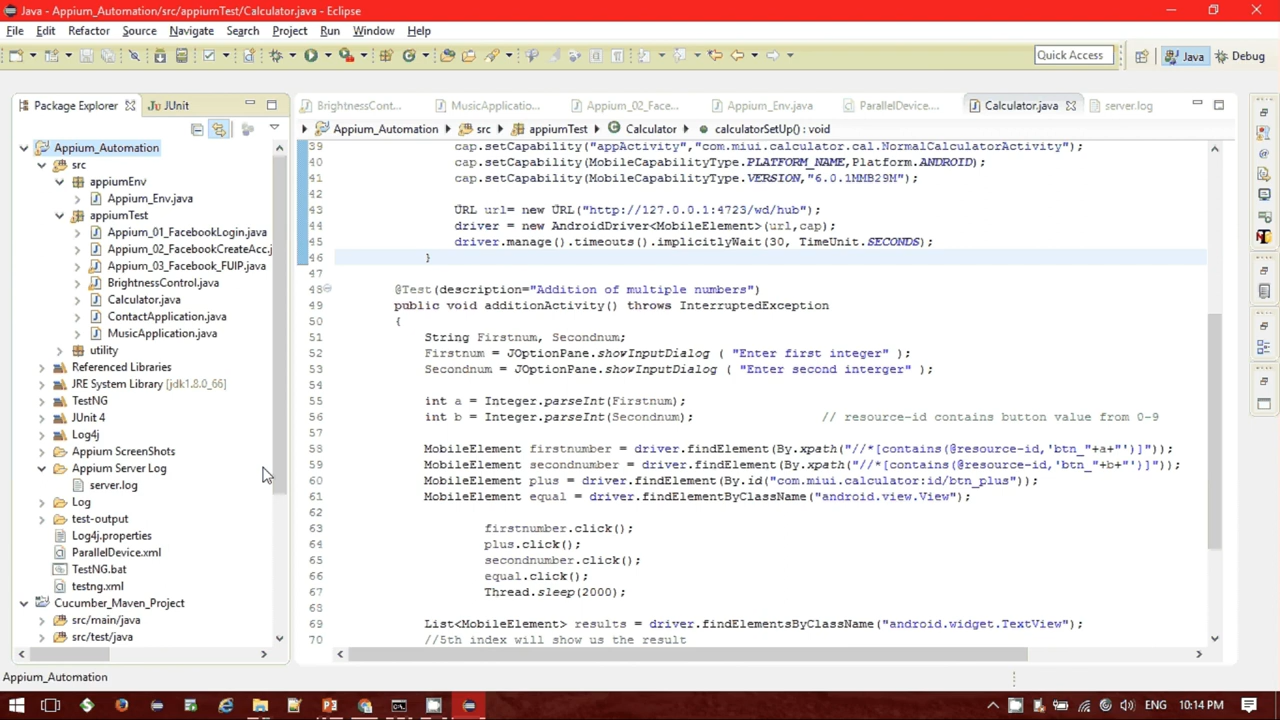 Java - Appium_Automation/src/appiumTest/Calculator.java - Eclipse
File Edit Refactor Source Navigate Search Project Run Window Help
Quick Access Java Debug
Package Explorer JUnit
BrightnessCont... MusicApplicatio... Appium_02_Face... Appium_Env.java ParallelDevice.... Calculator.java server.log
Appium_Automation src appiumTest Calculator calculatorSetUp() : void
Appium_Automation
src
appiumEnv
Appium_Env.java
appiumTest
Appium_01_FacebookLogin.java
Appium_02_FacebookCreateAcc.j
Appium_03_Facebook_FUIP.java
BrightnessControl.java
Calculator.java
ContactApplication.java
MusicApplication.java
utility
Referenced Libraries
JRE System Library [jdk1.8.0_66]
TestNG
JUnit 4
Log4j
Appium ScreenShots
Appium Server Log
server.log
Log
test-output
Log4j.properties
ParallelDevice.xml
TestNG.bat
testng.xml
Cucumber_Maven_Project
src/main/java
src/test/java
39 cap.setCapability("appActivity","com.miui.calculator.cal.NormalCalculatorActivity");
40 cap.setCapability(MobileCapabilityType.PLATFORM_NAME,Platform.ANDROID);
41 cap.setCapability(MobileCapabilityType.VERSION,"6.0.1MMB29M");
42
43 URL url= new URL("http://127.0.0.1:4723/wd/hub");
44 driver = new AndroidDriver<MobileElement>(url,cap);
45 driver.manage().timeouts().implicitlyWait(30, TimeUnit.SECONDS);
46 }
47
48 @Test(description="Addition of multiple numbers")
49 public void additionActivity() throws InterruptedException
50 {
51 String Firstnum, Secondnum;
52 Firstnum = JOptionPane.showInputDialog ( "Enter first integer" );
53 Secondnum = JOptionPane.showInputDialog ( "Enter second interger" );
54
55 int a = Integer.parseInt(Firstnum);
56 int b = Integer.parseInt(Secondnum); // resource-id contains button value from 0-9
57
58 MobileElement firstnumber = driver.findElement(By.xpath("//*[contains(@resource-id,'btn_"+a+"')]"));
59 MobileElement secondnumber = driver.findElement(By.xpath("//*[contains(@resource-id,'btn_"+b+"')]"));
60 MobileElement plus = driver.findElement(By.id("com.miui.calculator:id/btn_plus"));
61 MobileElement equal = driver.findElementByClassName("android.view.View");
62
63 firstnumber.click();
64 plus.click();
65 secondnumber.click();
66 equal.click();
67 Thread.sleep(2000);
68
69 List<MobileElement> results = driver.findElementsByClassName("android.widget.TextView");
70 //5th index will show us the result
Appium_Automation
ENG 10:14 PM